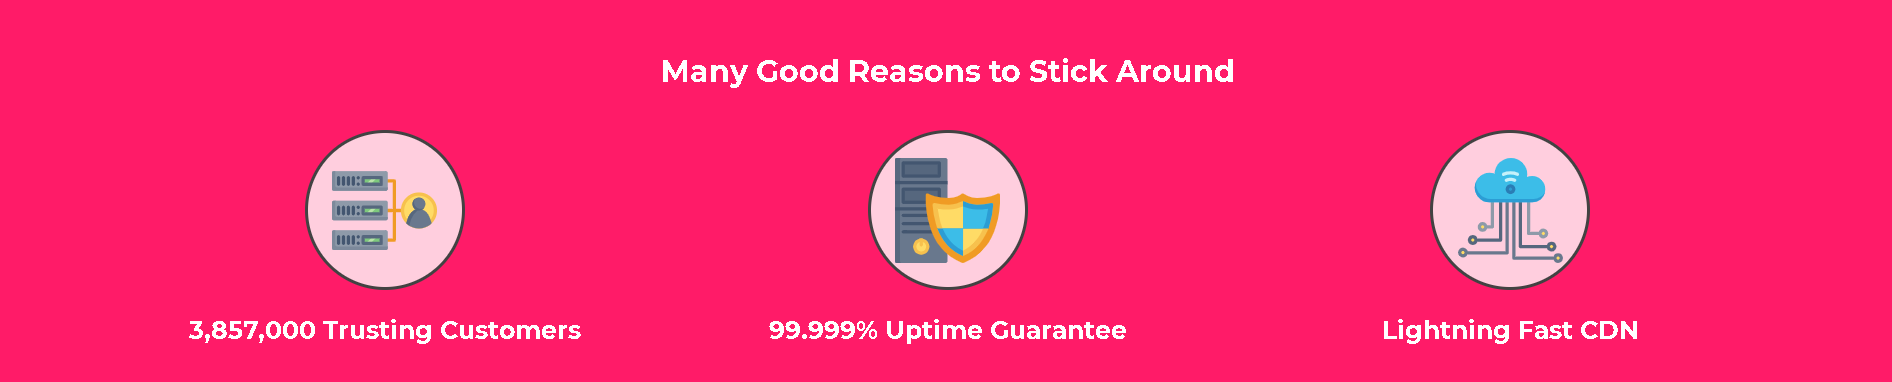 Many Good Reasons to Stick Around
3,857,000 Trusting Customers
99.999% Uptime Guarantee
Lightning Fast CDN